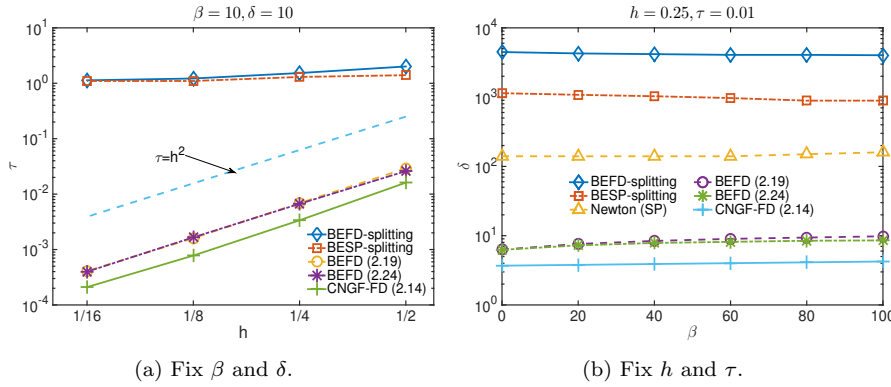 β = 10, δ = 10
10^1
10^0
10^-1
10^-2
10^-3
10^-4
τ
τ=h^2
BEFD-splitting
BESP-splitting
BEFD (2.19)
BEFD (2.24)
CNGF-FD (2.14)
1/16 1/8 1/4 1/2
h
(a) Fix β and δ.
h = 0.25, τ = 0.01
10^4
10^3
10^2
10^1
10^0
δ
BEFD-splitting
BESP-splitting
Newton (SP)
BEFD (2.19)
BEFD (2.24)
CNGF-FD (2.14)
0 20 40 60 80 100
β
(b) Fix h and τ.